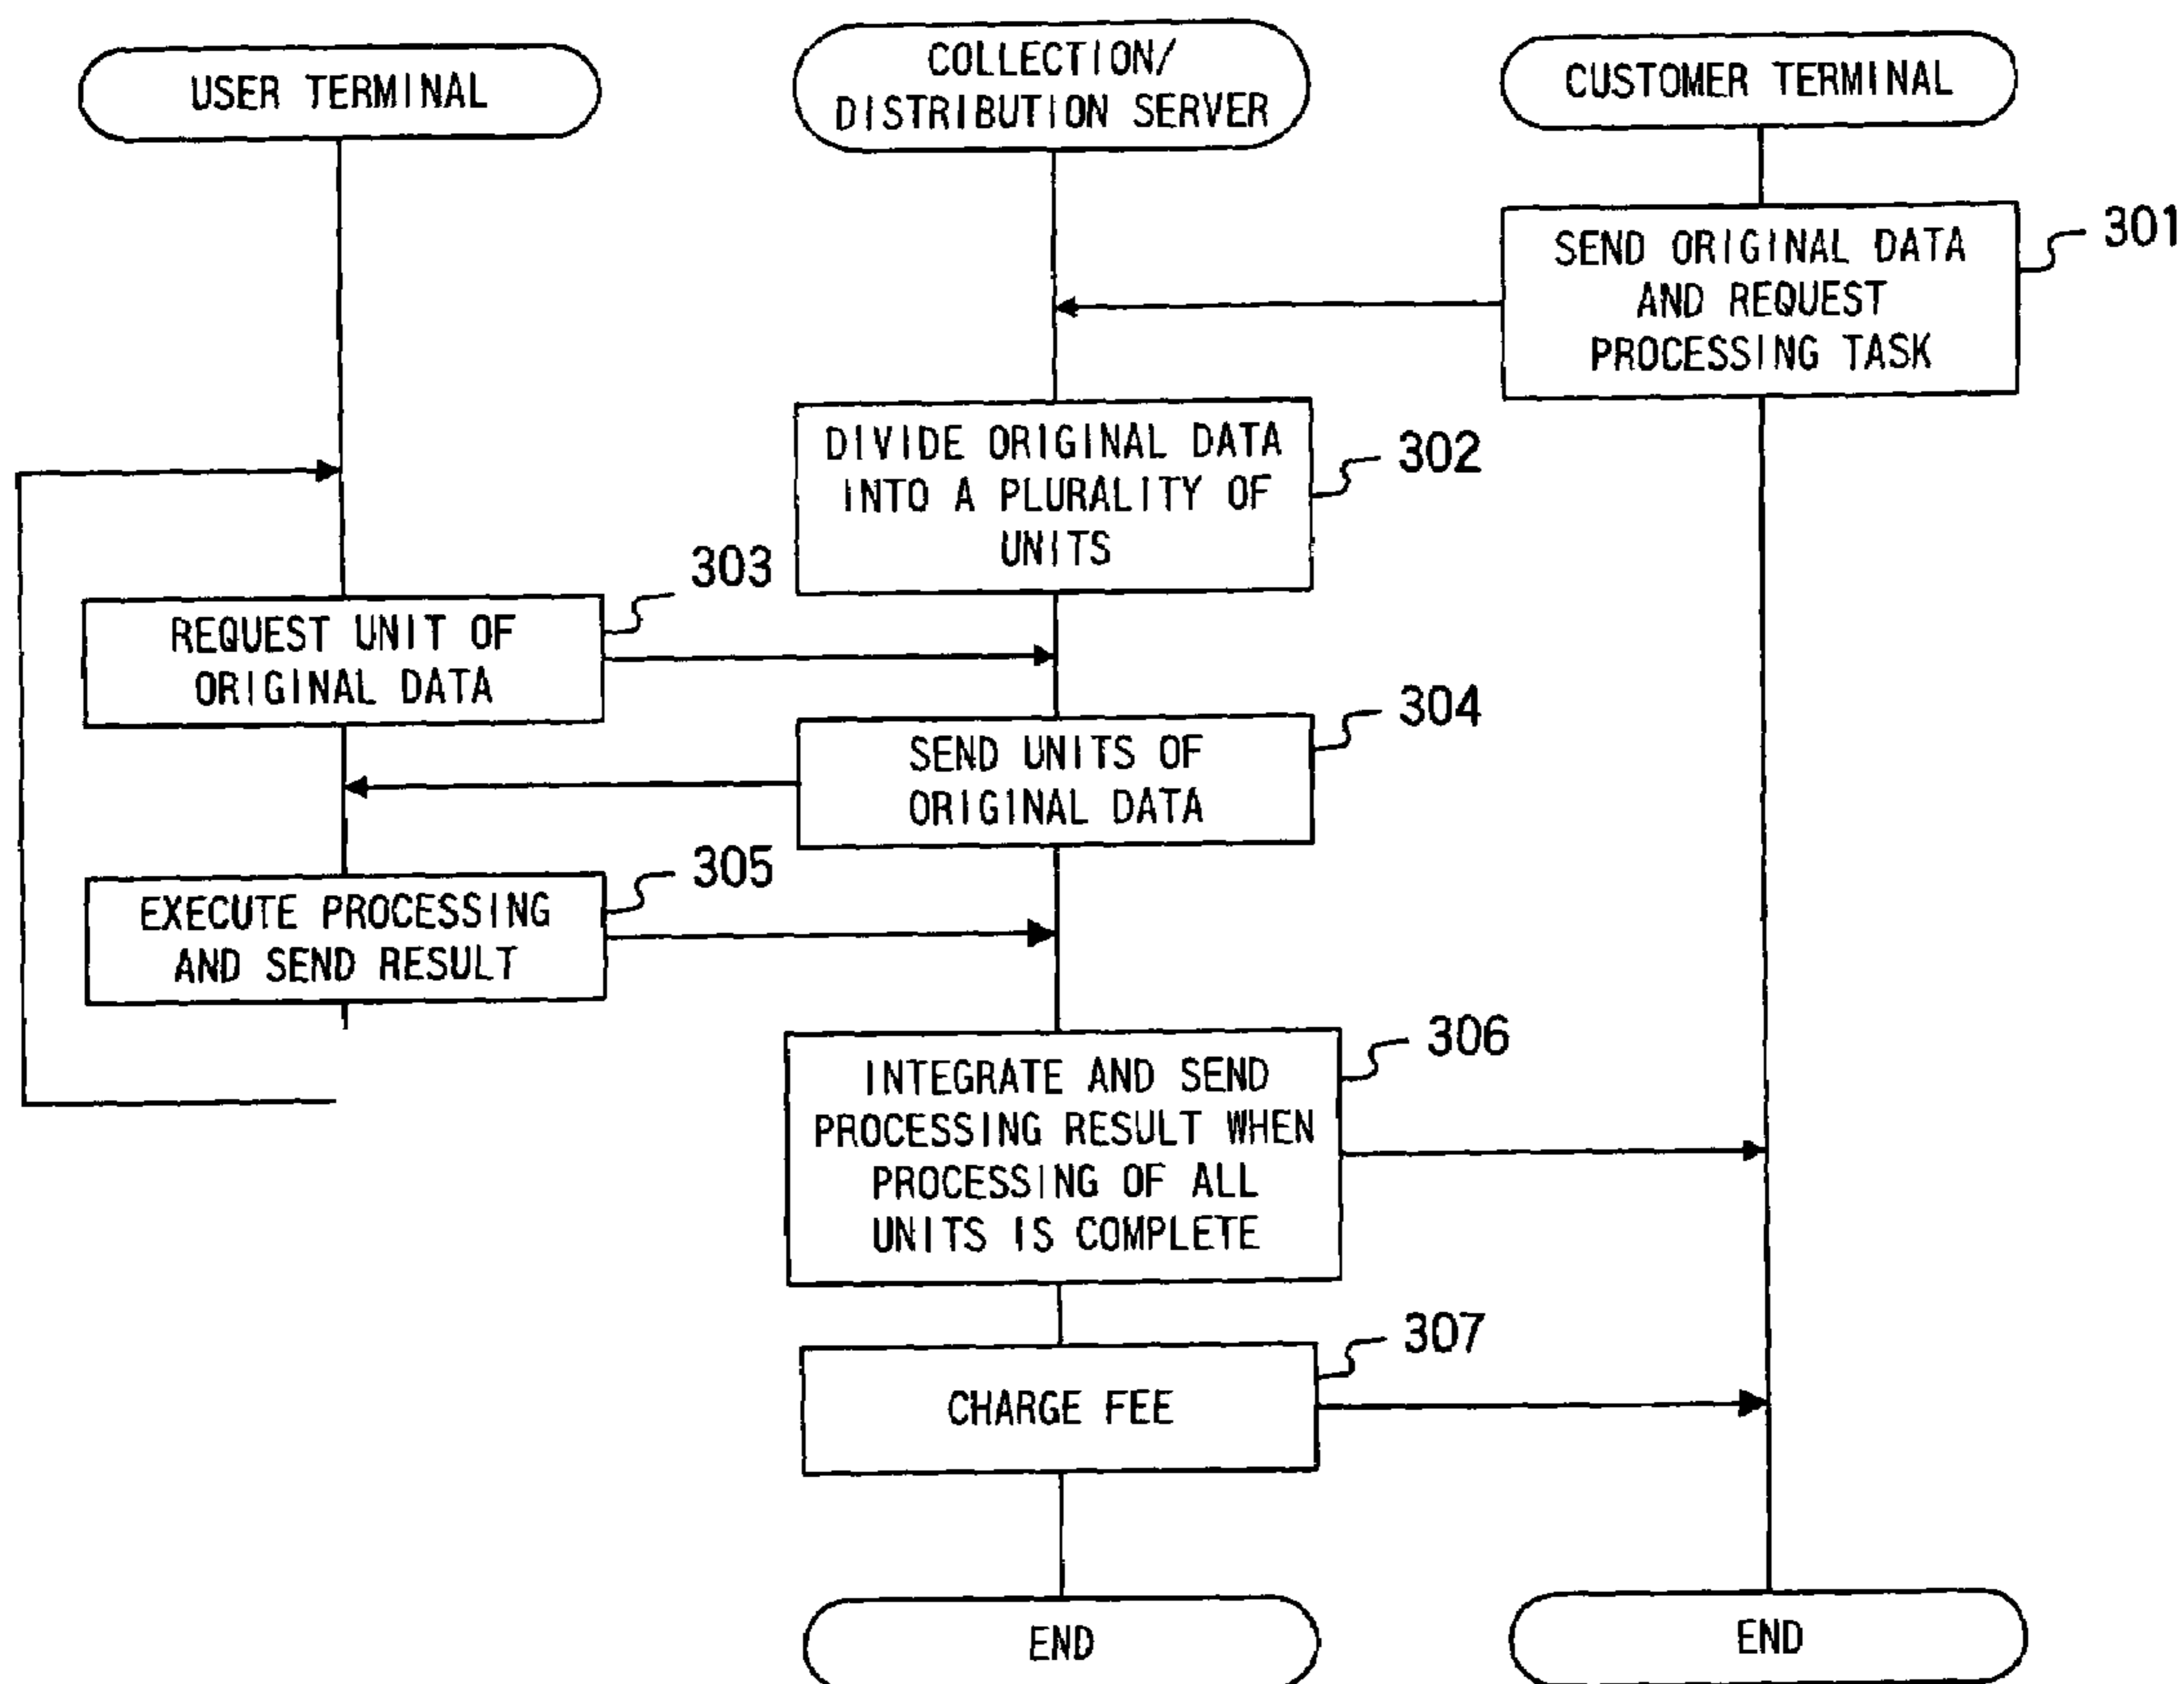 USER TERMINAL
COLLECTION/
DISTRIBUTION SERVER
CUSTOMER TERMINAL
SEND ORIGINAL DATA
AND REQUEST
PROCESSING TASK
301
DIVIDE ORIGINAL DATA
INTO A PLURALITY OF
UNITS
302
REQUEST UNIT OF
ORIGINAL DATA
303
SEND UNITS OF
ORIGINAL DATA
304
EXECUTE PROCESSING
AND SEND RESULT
305
INTEGRATE AND SEND
PROCESSING RESULT WHEN
PROCESSING OF ALL
UNITS IS COMPLETE
306
CHARGE FEE
307
END
END